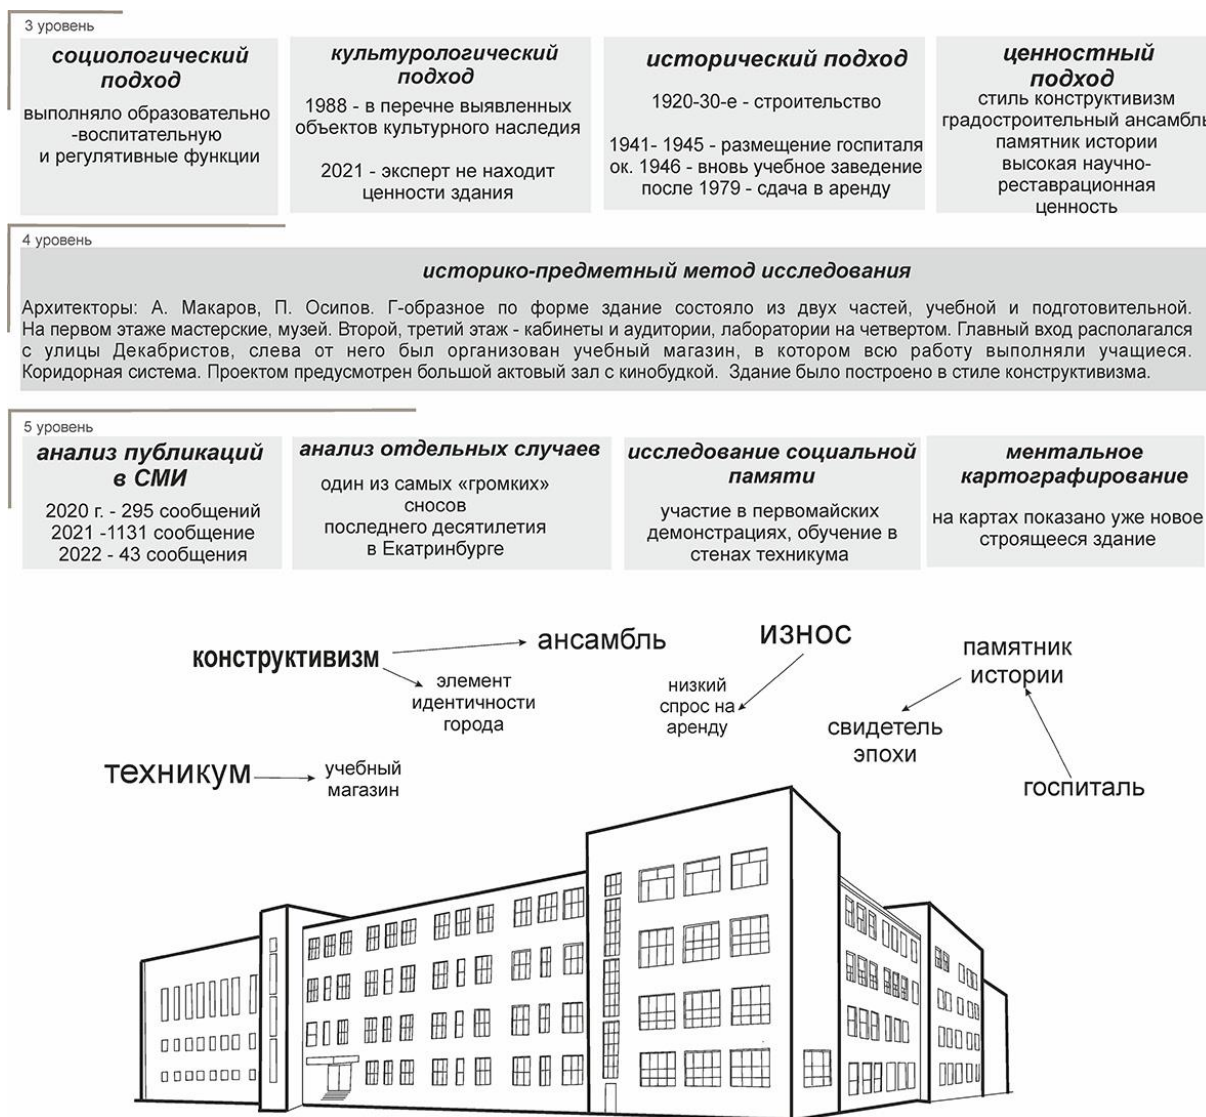 3 уровень
социологический
подход
выполняло образовательно
-воспитательную
и регулятивные функции
культурологический
подход
1988 - в перечне выявленных
объектов культурного наследия
2021 - эксперт не находит
ценности здания
исторический подход
1920-30-е - строительство
1941- 1945 - размещение госпиталя
ок. 1946 - вновь учебное заведение
после 1979 - сдача в аренду
ценностный
подход
стиль конструктивизм
градостроительный ансамбль
памятник истории
высокая научно-
реставрационная
ценность
4 уровень
историко-предметный метод исследования
Архитекторы: А. Макаров, П. Осипов. Г-образное по форме здание состояло из двух частей, учебной и подготовительной.
На первом этаже мастерские, музей. Второй, третий этаж - кабинеты и аудитории, лаборатории на четвертом. Главный вход располагался
с улицы Декабристов, слева от него был организован учебный магазин, в котором всю работу выполняли учащиеся.
Коридорная система. Проектом предусмотрен большой актовый зал с кинобудкой. Здание было построено в стиле конструктивизма.
5 уровень
анализ публикаций
в СМИ
2020 г. - 295 сообщений
2021 -1131 сообщение
2022 - 43 сообщения
анализ отдельных случаев
один из самых «громких»
сносов
последнего десятилетия
в Екатринбурге
исследование социальной
памяти
участие в первомайских
демонстрациях, обучение в
стенах техникума
ментальное
картографирование
на картах показано уже новое
строящееся здание
конструктивизм
ансамбль
элемент
идентичности
города
износ
низкий
спрос на
аренду
памятник
истории
свидетель
эпохи
госпиталь
техникум
учебный
магазин